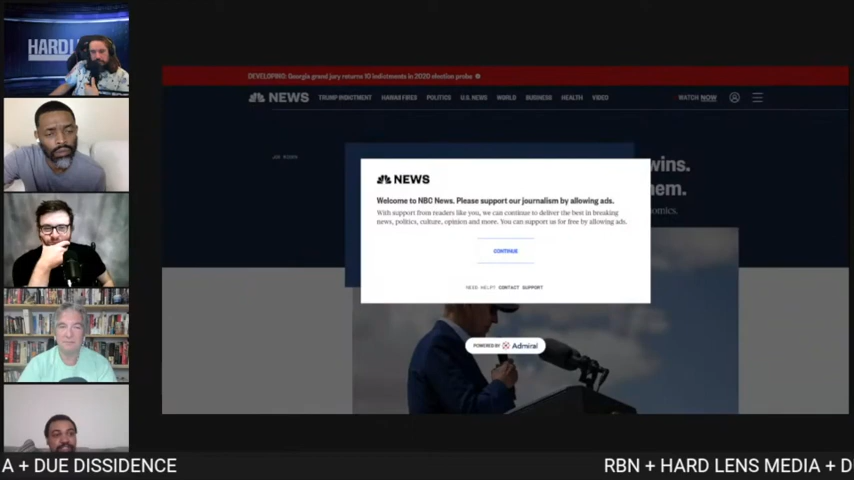 HARD L
DEVELOPING: Georgia grand jury returns 10 indictments in 2020 election probe
NEWS TRUMP INDICTMENT HAWAII FIRES POLITICS U.S. NEWS WORLD BUSINESS HEALTH VIDEO WATCH NOW
wins.
hem.
nomics.
NEWS
Welcome to NBC News. Please support our journalism by allowing ads.
With support from readers like you, we can continue to deliver the best in breaking
news, politics, culture, opinion and more. You can support us for free by allowing ads.
CONTINUE
NEED HELP? CONTACT SUPPORT
POWERED BY Admiral
A + DUE DISSIDENCE
RBN + HARD LENS MEDIA + D